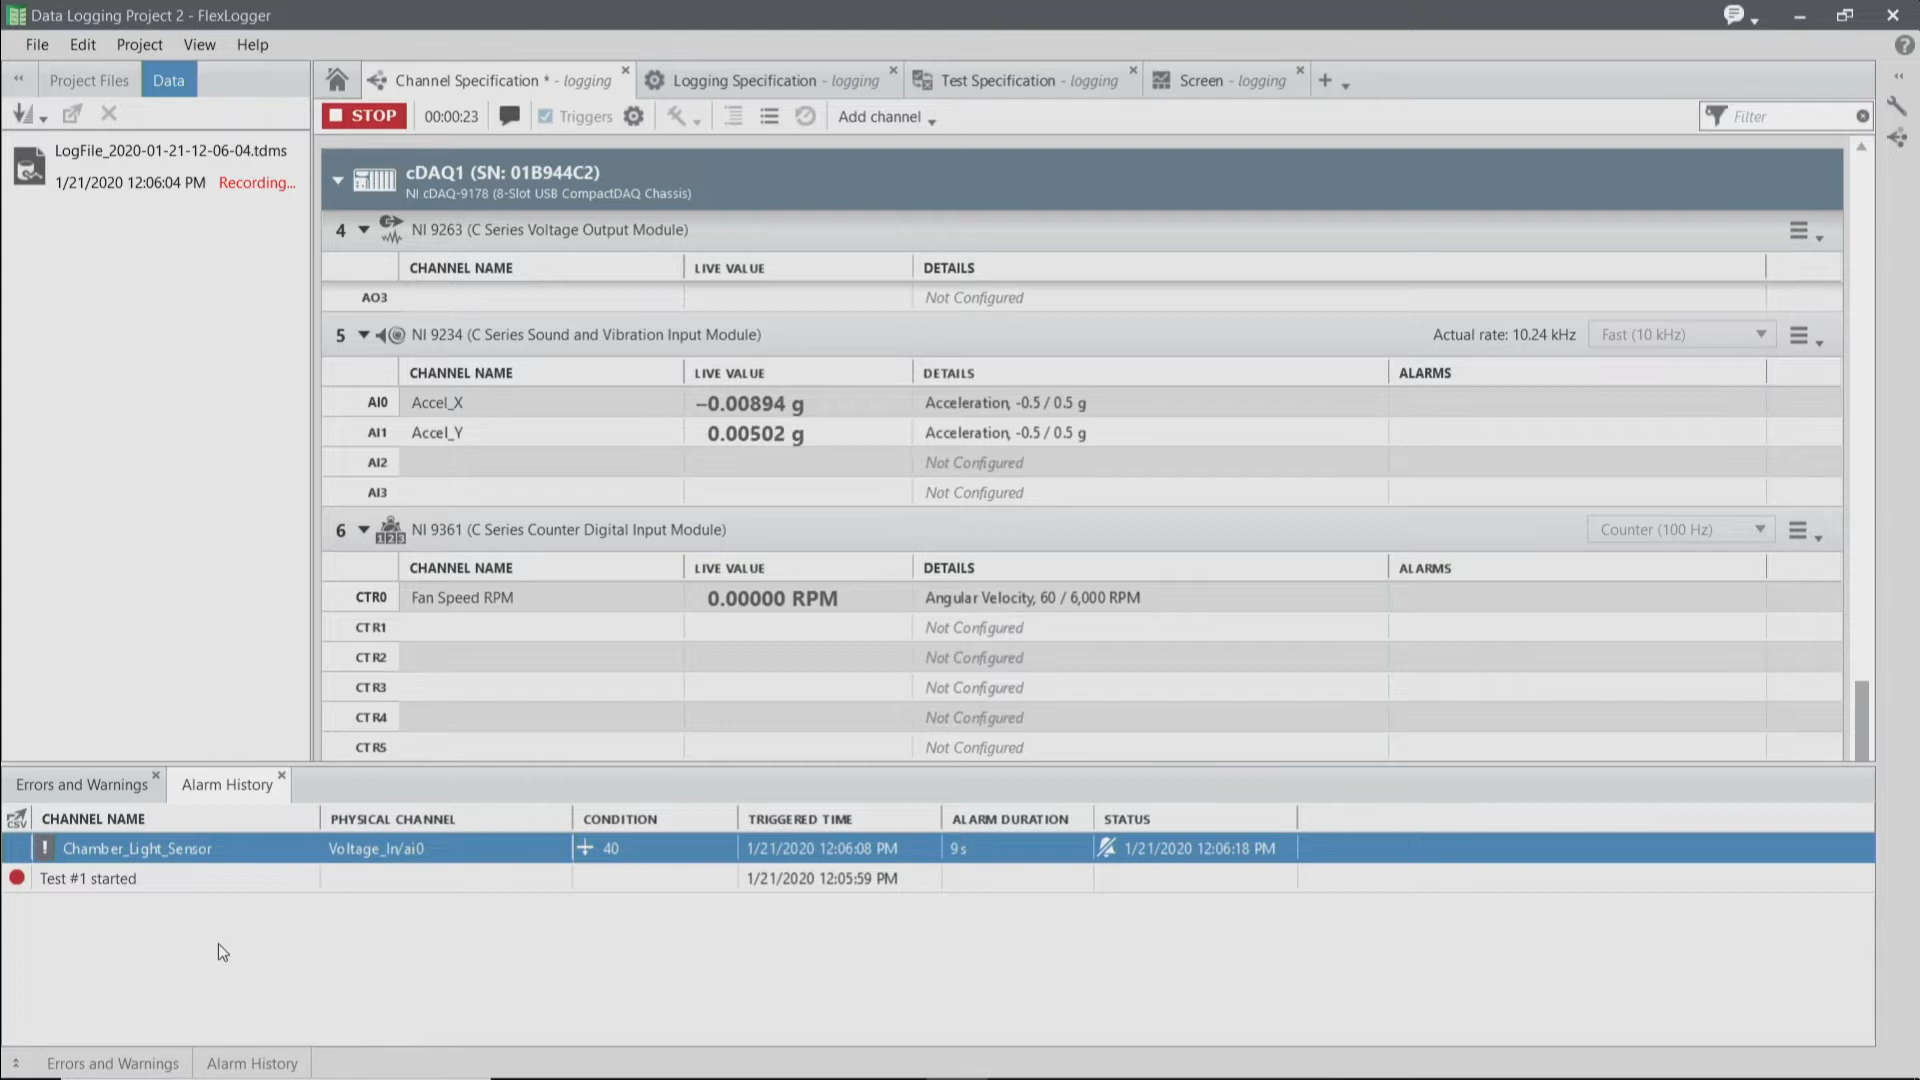 Data Logging Project 2 - FlexLogger
File Edit Project View Help
Project Files Data
Channel Specification * - logging Logging Specification - logging Test Specification - logging Screen - logging
STOP 00:00:23 Triggers Add channel Filter
LogFile_2020-01-21-12-06-04.tdms
1/21/2020 12:06:04 PM Recording...
cDAQ1 (SN: 01B944C2)
NI cDAQ-9178 (8-Slot USB CompactDAQ Chassis)
4 NI 9263 (C Series Voltage Output Module)
CHANNEL NAME LIVE VALUE DETAILS
AO3 Not Configured
5 NI 9234 (C Series Sound and Vibration Input Module) Actual rate: 10.24 kHz Fast (10 kHz)
CHANNEL NAME LIVE VALUE DETAILS ALARMS
AI0 Accel_X −0.00894 g Acceleration, -0.5 / 0.5 g
AI1 Accel_Y 0.00502 g Acceleration, -0.5 / 0.5 g
AI2 Not Configured
AI3 Not Configured
6 NI 9361 (C Series Counter Digital Input Module) Counter (100 Hz)
CHANNEL NAME LIVE VALUE DETAILS ALARMS
CTR0 Fan Speed RPM 0.00000 RPM Angular Velocity, 60 / 6,000 RPM
CTR1 Not Configured
CTR2 Not Configured
CTR3 Not Configured
CTR4 Not Configured
CTR5 Not Configured
Errors and Warnings Alarm History
CSV CHANNEL NAME PHYSICAL CHANNEL CONDITION TRIGGERED TIME ALARM DURATION STATUS
Chamber_Light_Sensor Voltage_In/ai0 40 1/21/2020 12:06:08 PM 9 s 1/21/2020 12:06:18 PM
Test #1 started 1/21/2020 12:05:59 PM
Errors and Warnings Alarm History